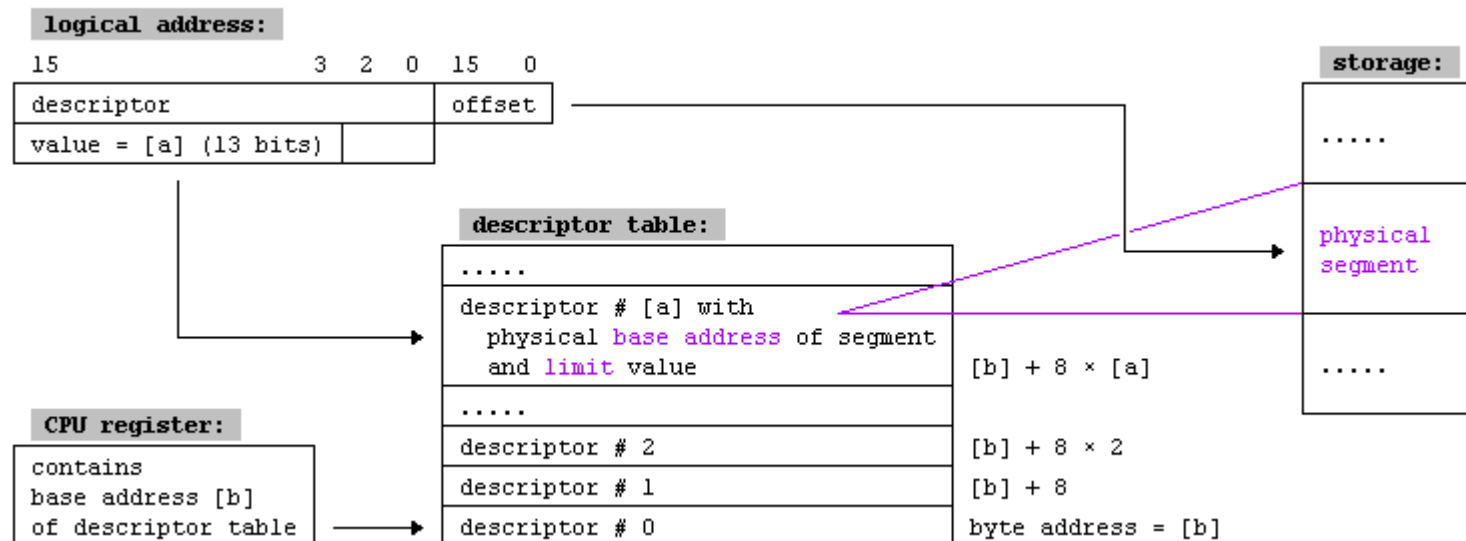 logical address:
15 3 2 0 15 0
descriptor offset
value = [a] (13 bits)
storage:
.....
physical
segment
.....
descriptor table:
.....
descriptor # [a] with
physical base address of segment
and limit value [b] + 8 × [a]
.....
descriptor # 2 [b] + 8 × 2
descriptor # 1 [b] + 8
descriptor # 0 byte address = [b]
CPU register:
contains
base address [b]
of descriptor table